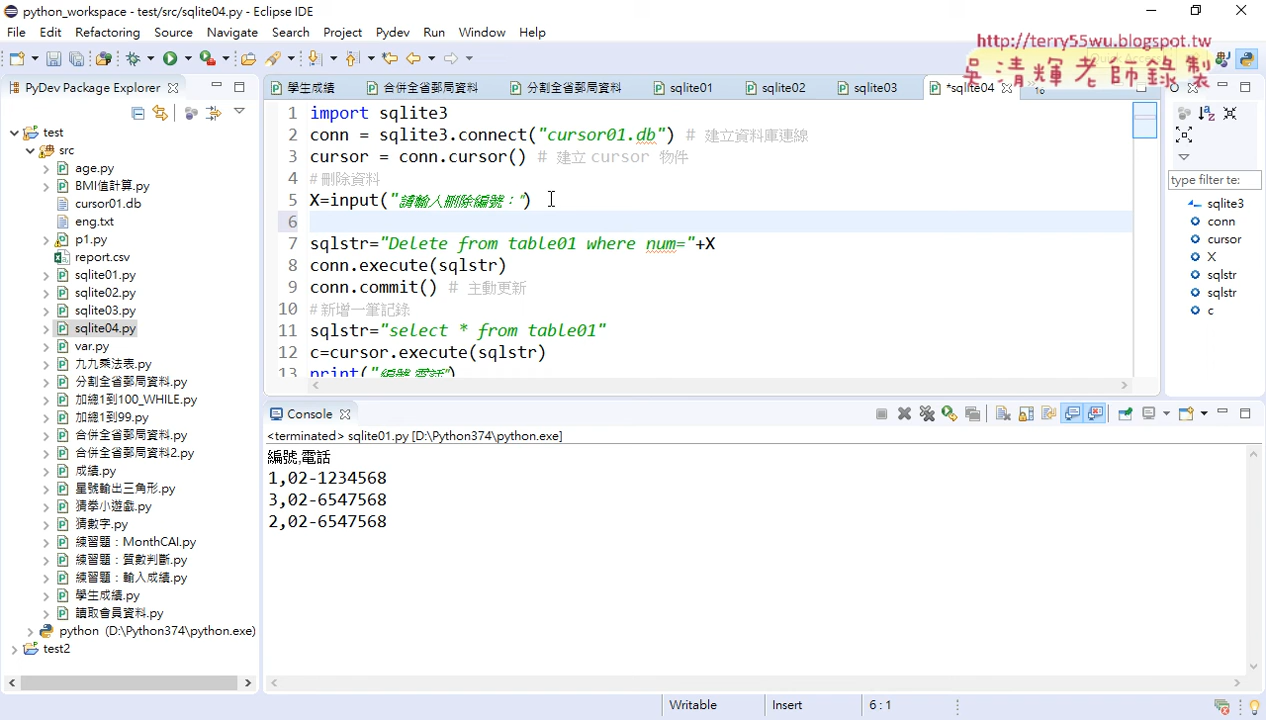 python_workspace - test/src/sqlite04.py - Eclipse IDE
File Edit Refactoring Source Navigate Search Project Pydev Run Window Help
http://terry55wu.blogspot.tw
吳清輝老師錄製
PyDev Package Explorer
學生成績 合併全省郵局資料 分割全省郵局資料 sqlite01 sqlite02 sqlite03 *sqlite04
test
src
age.py
BMI值計算.py
cursor01.db
eng.txt
p1.py
report.csv
sqlite01.py
sqlite02.py
sqlite03.py
sqlite04.py
var.py
九九乘法表.py
分割全省郵局資料.py
加總1到100_WHILE.py
加總1到99.py
合併全省郵局資料.py
合併全省郵局資料2.py
成績.py
星號輸出三角形.py
猜拳小遊戲.py
猜數字.py
練習題：MonthCAI.py
練習題：質數判斷.py
練習題：輸入成績.py
學生成績.py
讀取會員資料.py
python (D:\Python374\python.exe)
test2
1 import sqlite3
2 conn = sqlite3.connect("cursor01.db") # 建立資料庫連線
3 cursor = conn.cursor() # 建立 cursor 物件
4 #刪除資料
5 X=input("請輸入刪除編號：")
6
7 sqlstr="Delete from table01 where num="+X
8 conn.execute(sqlstr)
9 conn.commit() # 主動更新
10 #新增一筆記錄
11 sqlstr="select * from table01"
12 c=cursor.execute(sqlstr)
13 print("編號,電話")
type filter te:
sqlite3
conn
cursor
X
sqlstr
sqlstr
c
Console
<terminated> sqlite01.py [D:\Python374\python.exe]
編號,電話
1,02-1234568
3,02-6547568
2,02-6547568
Writable Insert 6 : 1